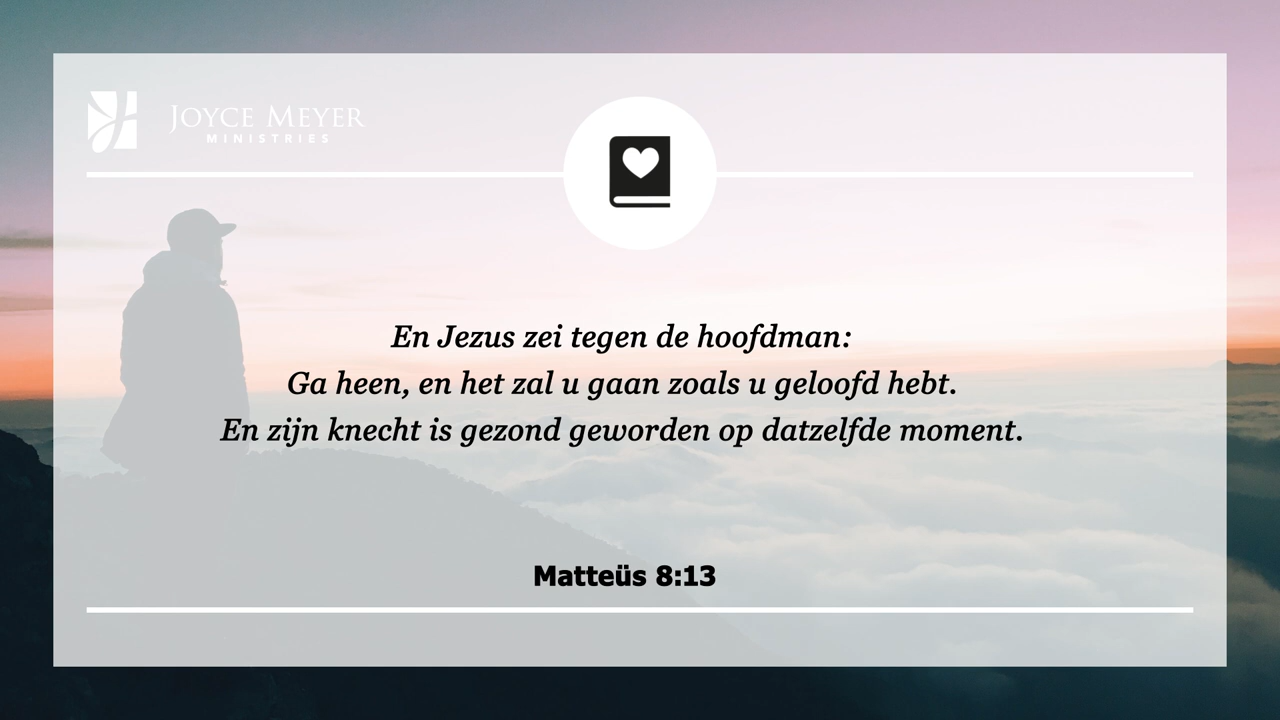 JOYCE MEYER
MINISTRIES
En Jezus zei tegen de hoofdman:
Ga heen, en het zal u gaan zoals u geloofd hebt.
En zijn knecht is gezond geworden op datzelfde moment.
Matteüs 8:13